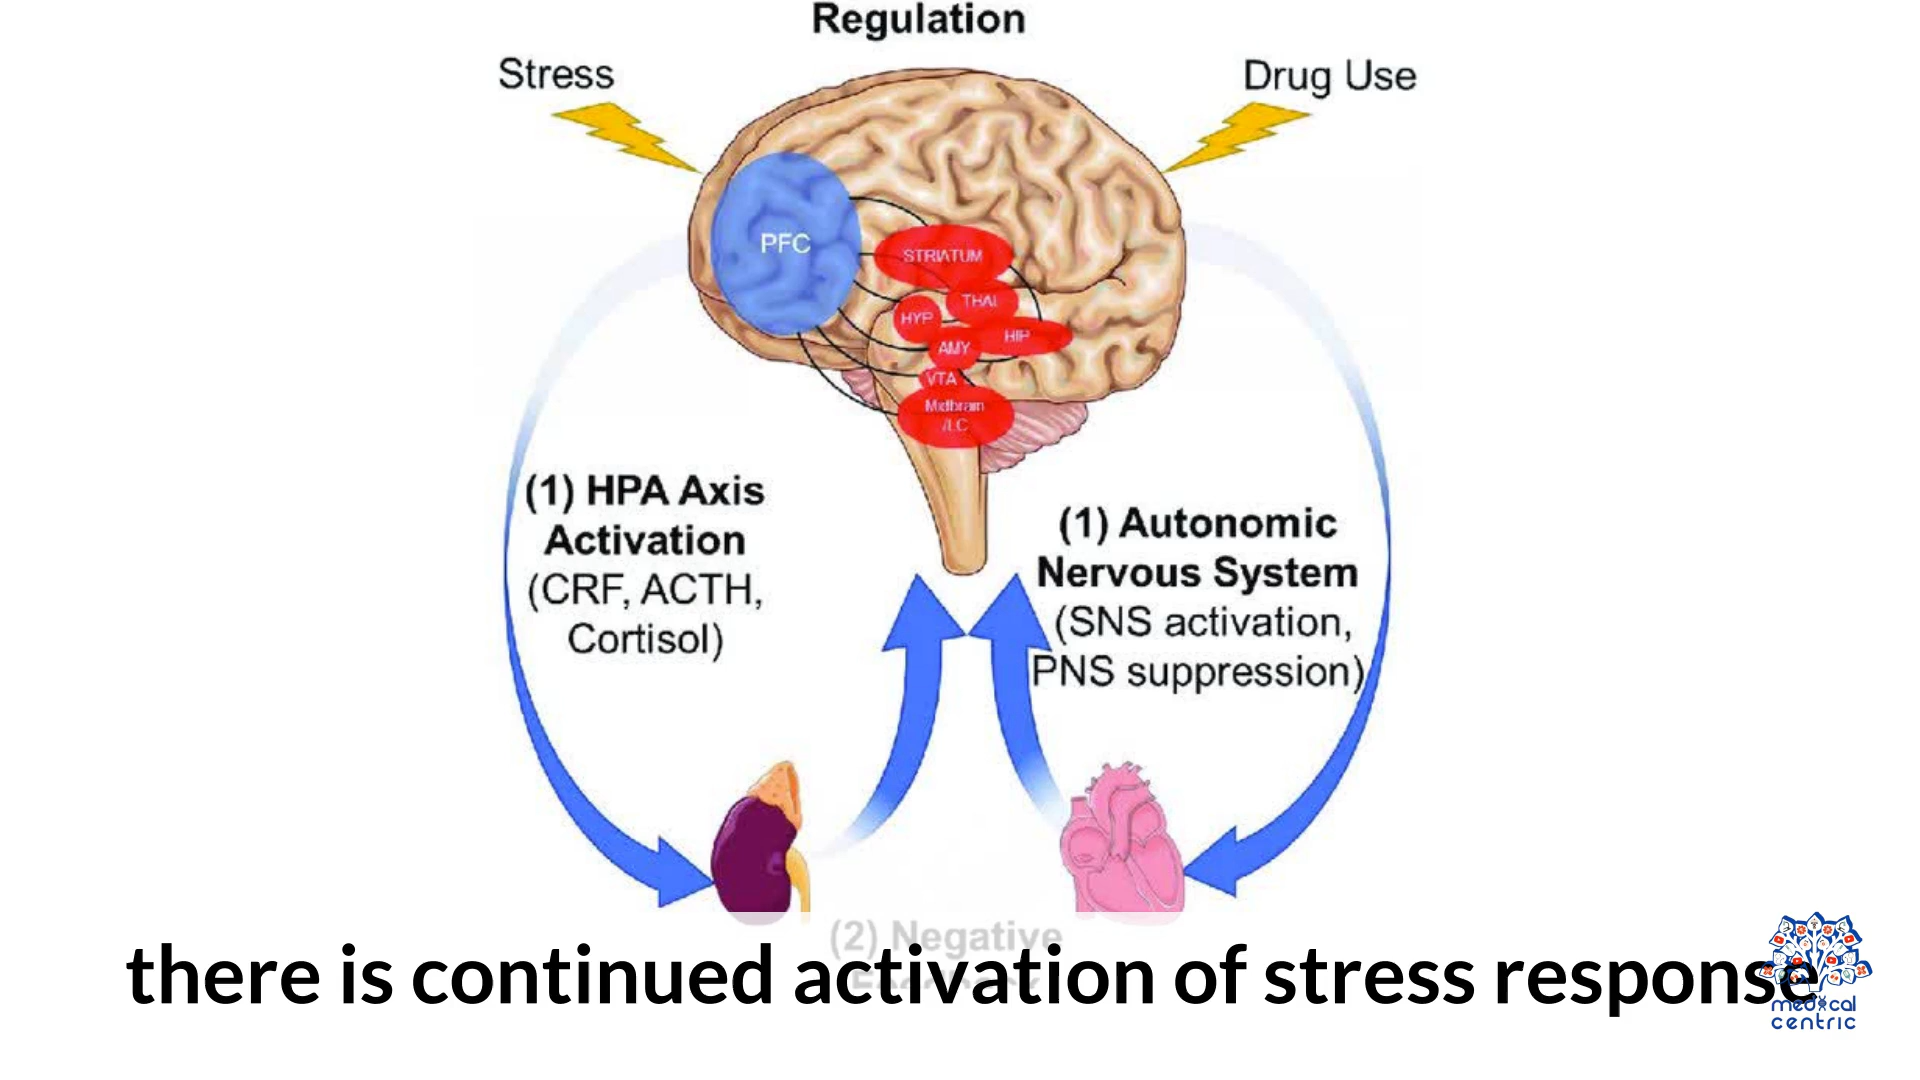 Regulation
Stress
Drug Use
PFC
STRIATUM
THAL
HYP
HIP
AMY
VTA
Midbrain
/LC
(1) HPA Axis
Activation
(CRF, ACTH,
Cortisol)
(1) Autonomic
Nervous System
(SNS activation,
PNS suppression)
(2) Negative
there is continued activation of stress response
medical
centric